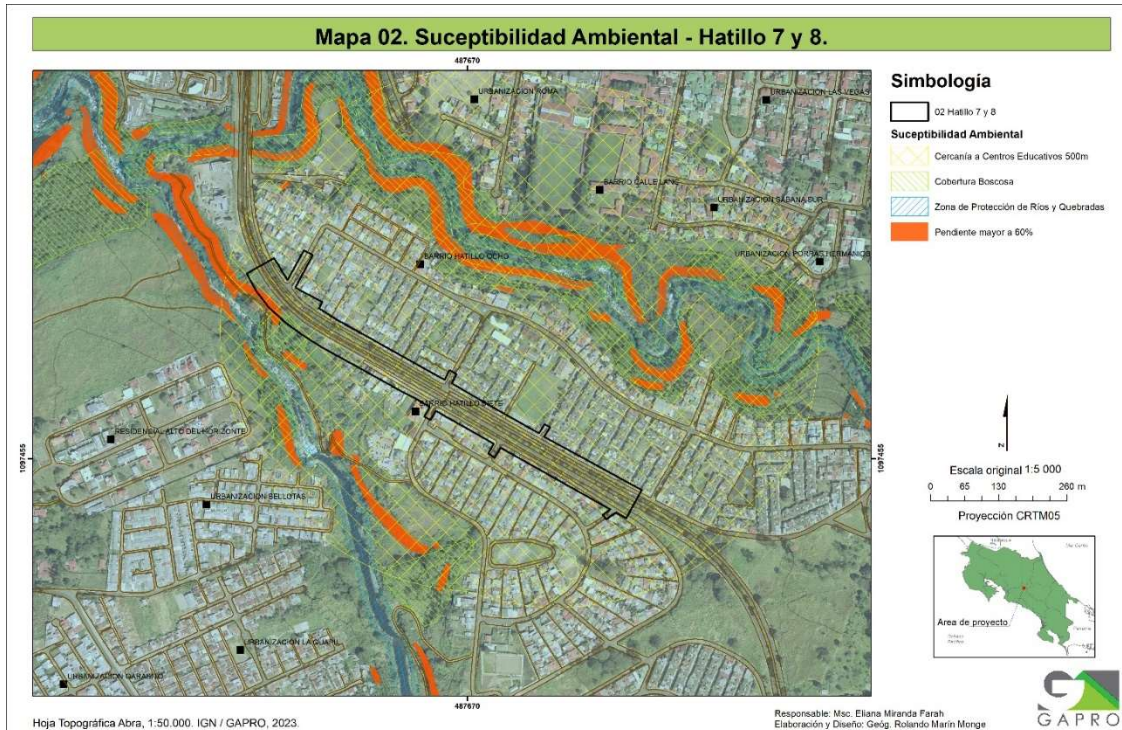 Mapa 02. Suceptibilidad Ambiental - Hatillo 7 y 8.
487670
URBANIZACION ROMA
URBANIZACION LAS VEGAS
BARRIO CALLE LANG
URBANIZACION SABANA SUR
BARRIO HATILLO OCHO
URBANIZACION PORRAS HERMANOS
BARRIO HATILLO SIETE
RESIDENCIAL ALTO DEL HORIZONTE
1097455
1097455
URBANIZACION BELLOTAS
URBANIZACION LA GUAPIL
URBANIZACION GARABITO
487670
Simbología
02 Hatillo 7 y 8
Suceptibilidad Ambiental
Cercanía a Centros Educativos 500m
Cobertura Boscosa
Zona de Protección de Ríos y Quebradas
Pendiente mayor a 60%
N
Escala original 1:5 000
0 65 130 260 m
Proyección CRTM05
Area de proyecto
Hoja Topográfica Abra, 1:50.000. IGN / GAPRO, 2023.
Responsable: Msc. Eliana Miranda Farah
Elaboración y Diseño: Geóg. Rolando Marín Monge
GAPRO